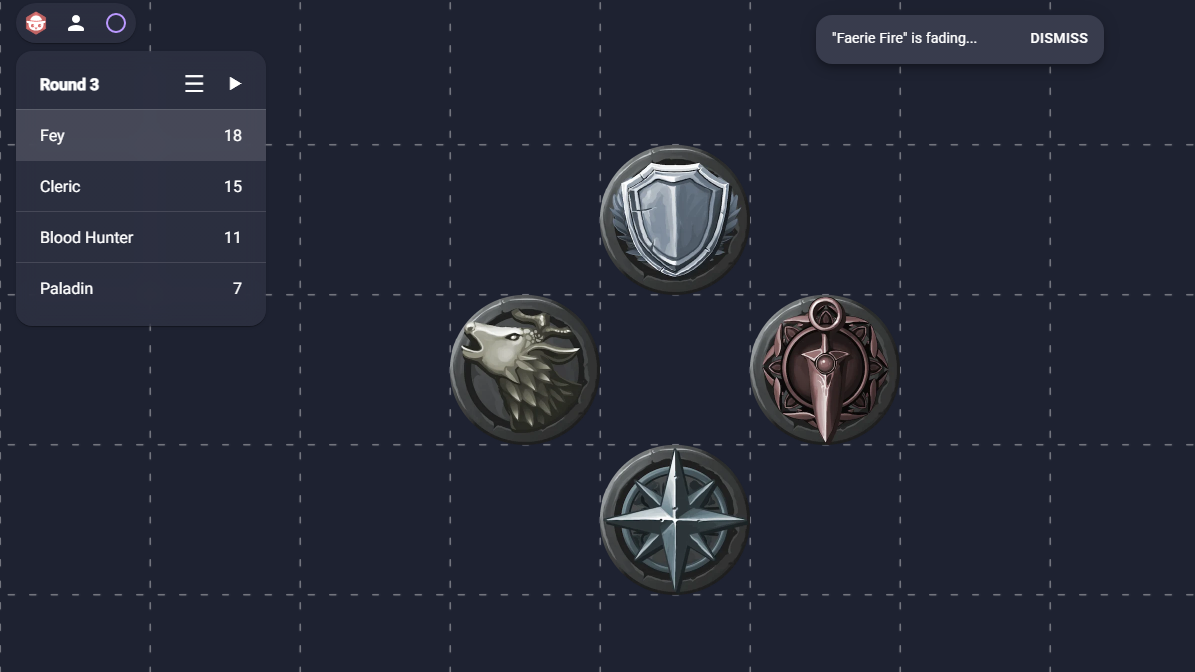 "Faerie Fire" is fading... DISMISS
Round 3
Fey 18
Cleric 15
Blood Hunter 11
Paladin 7